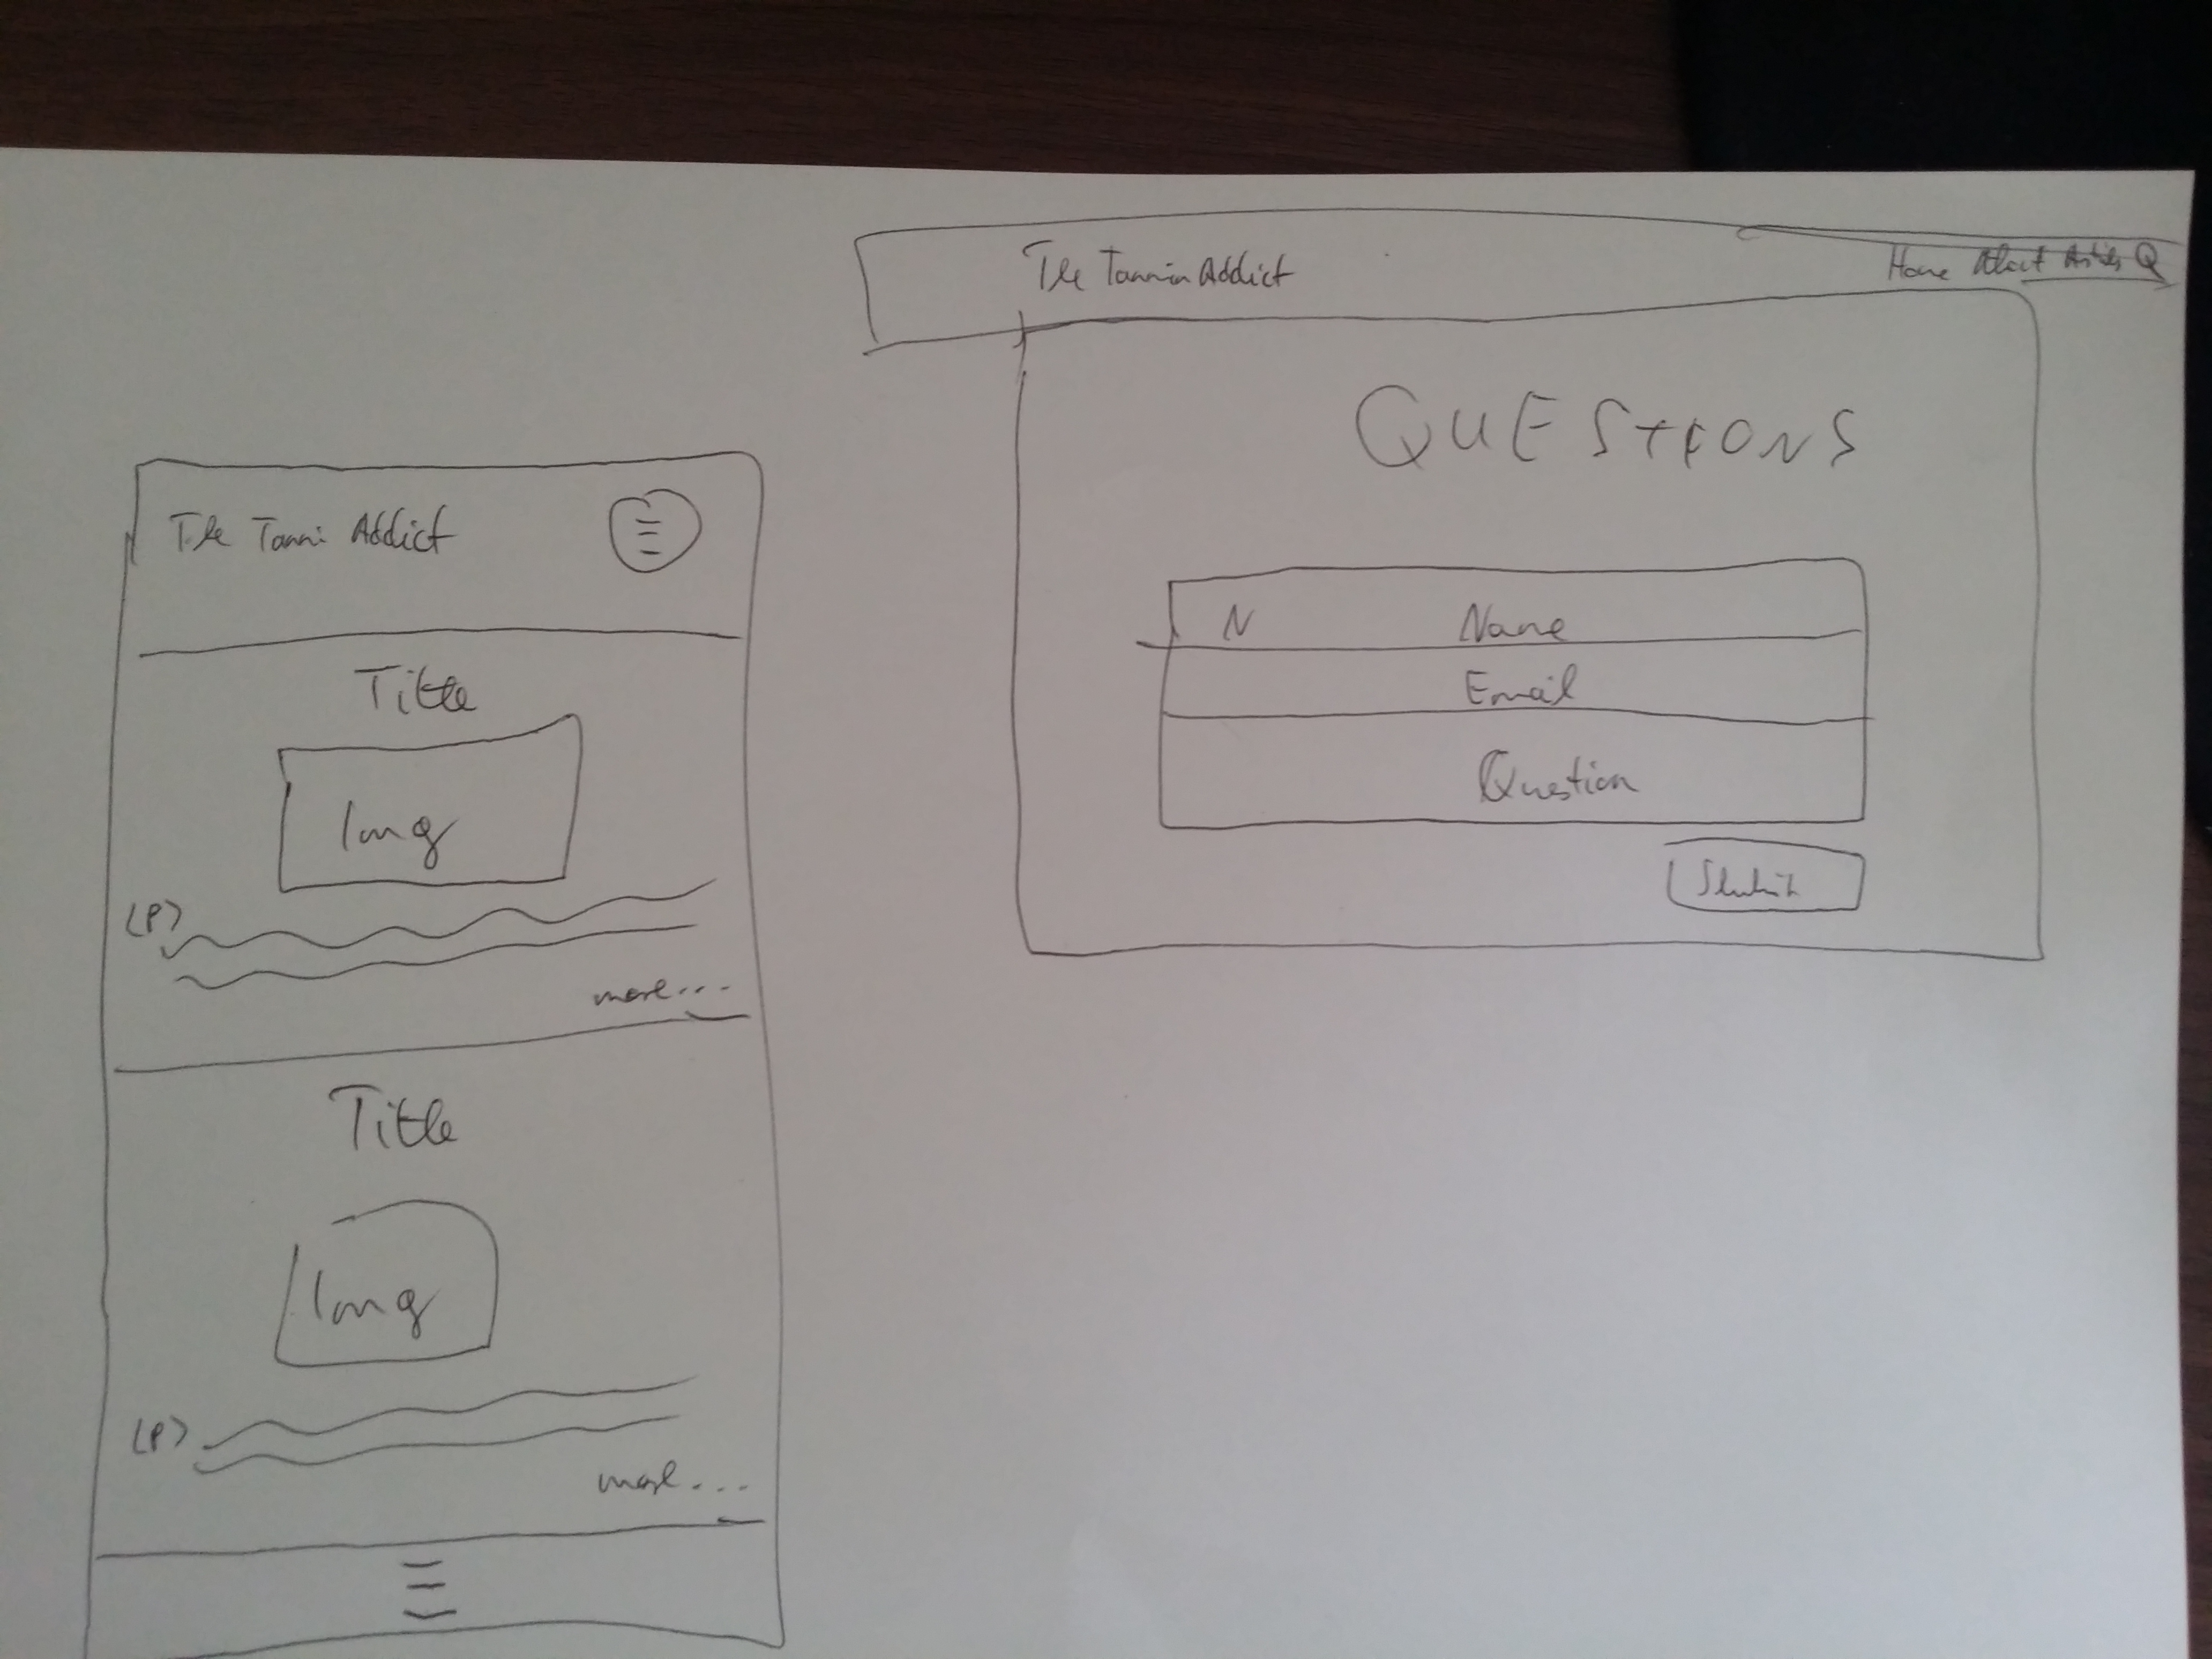 The Tannin Addict
Home About Articles Q
QUESTIONS
N Name
Email
Question
Submit
The Tanni Addict
Title
Img
<P>
more...
Title
Img
<P>
more...